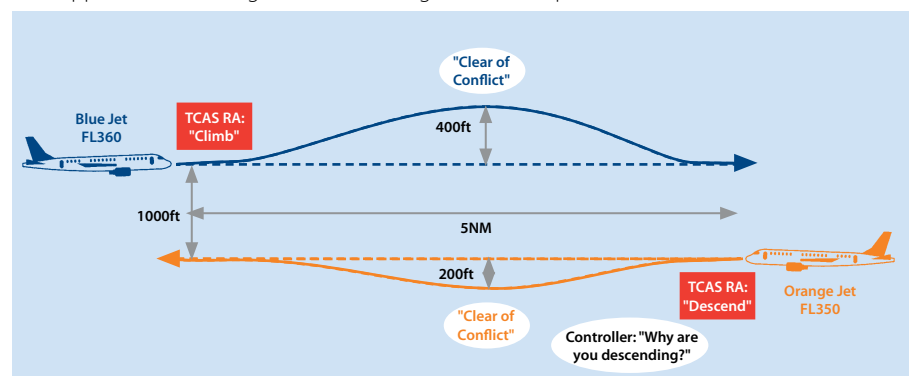 "Clear of
Conflict"
Blue Jet
FL360
TCAS RA:
"Climb"
400ft
1000ft
5NM
200ft
TCAS RA:
"Descend"
Orange Jet
FL350
"Clear of
Conflict"
Controller: "Why are
you descending?"